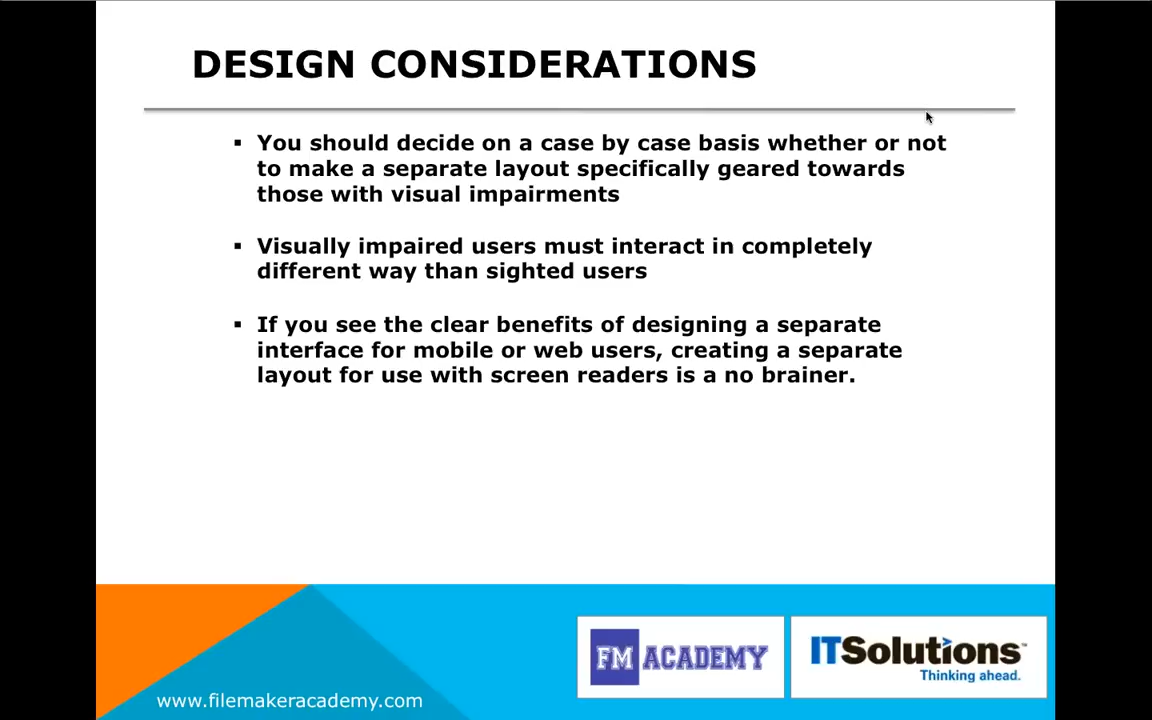 DESIGN CONSIDERATIONS
▪ You should decide on a case by case basis whether or not
to make a separate layout specifically geared towards
those with visual impairments
▪ Visually impaired users must interact in completely
different way than sighted users
▪ If you see the clear benefits of designing a separate
interface for mobile or web users, creating a separate
layout for use with screen readers is a no brainer.
FM ACADEMY
ITSolutions™
Thinking ahead.
www.filemakeracademy.com